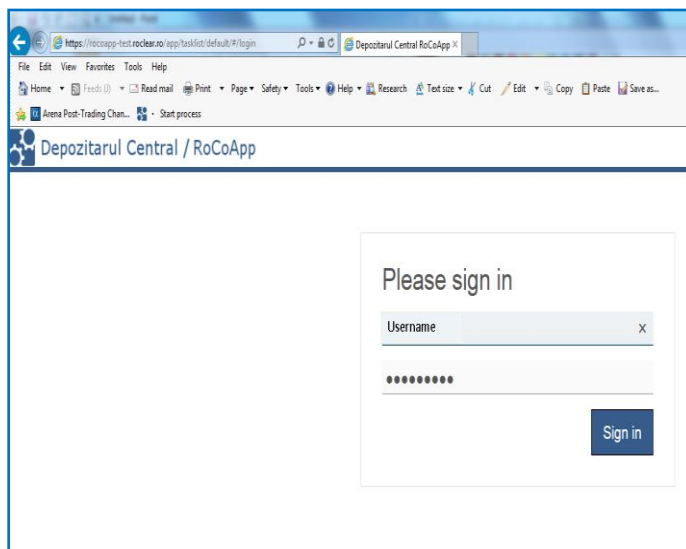 https://rocoapp-test.roclear.ro/app/tasklist/default/#/login
Depozitarul Central RoCoApp ×
File Edit View Favorites Tools Help
Home Feeds (J) Read mail Print Page Safety Tools Help Research Text size Cut Edit Copy Paste Save as...
Arena Post-Trading Chan... - Start process
Depozitarul Central / RoCoApp
Please sign in
Username X
•••••••••
Sign in